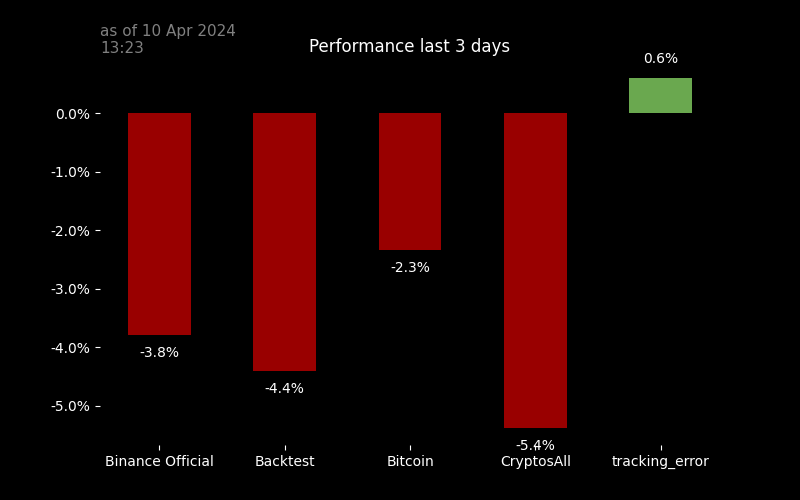 as of 10 Apr 2024
13:23
Performance last 3 days
0.6%
0.0%
-1.0%
-2.0%
-2.3%
-3.0%
-3.8%
-4.0%
-4.4%
-5.0%
-5.4%
Binance Official
Backtest
Bitcoin
CryptosAll
tracking_error